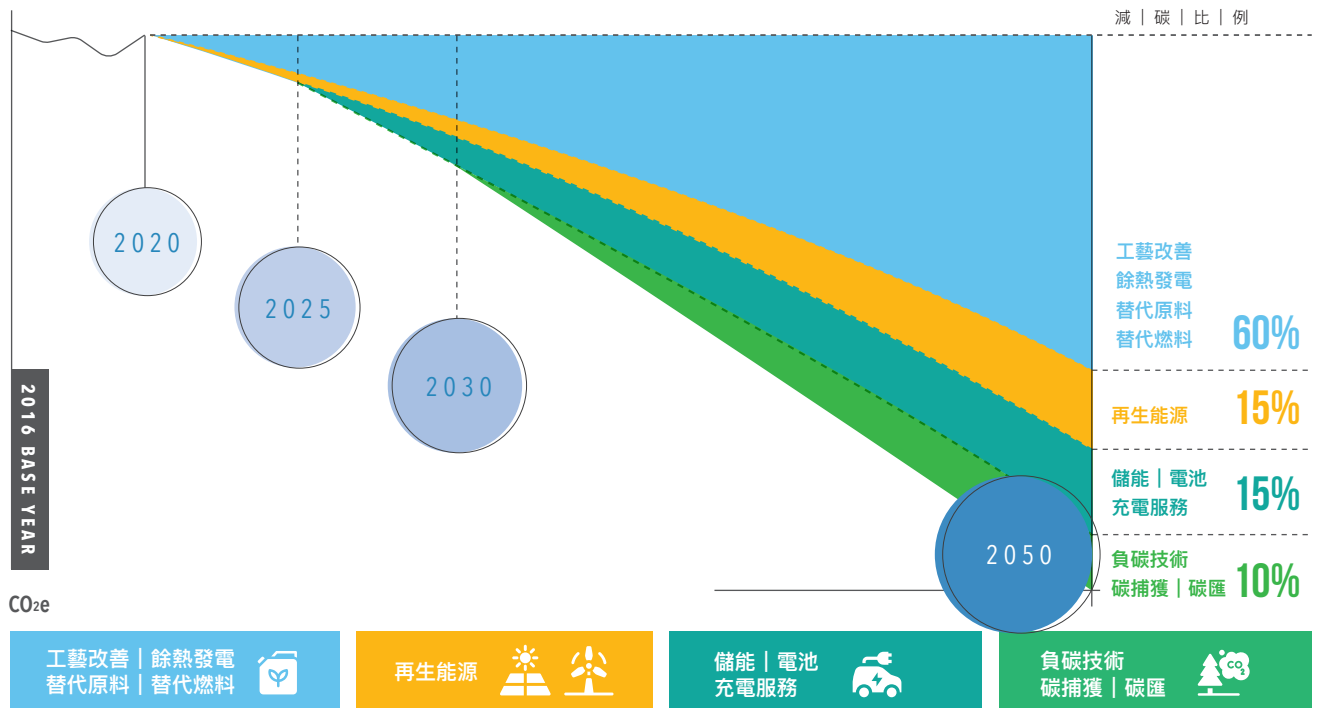 減｜碳｜比｜例
2020
2025
2030
2050
2016 BASE YEAR
CO₂e
工藝改善
餘熱發電
替代原料
替代燃料
60%
再生能源
15%
儲能｜電池
充電服務
15%
負碳技術
碳捕獲｜碳匯
10%
工藝改善｜餘熱發電
替代原料｜替代燃料
再生能源
儲能｜電池
充電服務
負碳技術
碳捕獲｜碳匯
CO₂